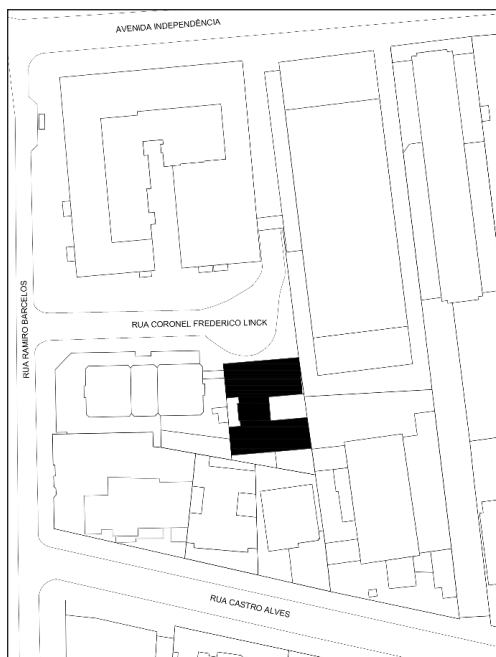 AVENIDA INDEPENDÊNCIA
RUA RAMIRO BARCELOS
RUA CORONEL FREDERICO LINCK
RUA CASTRO ALVES